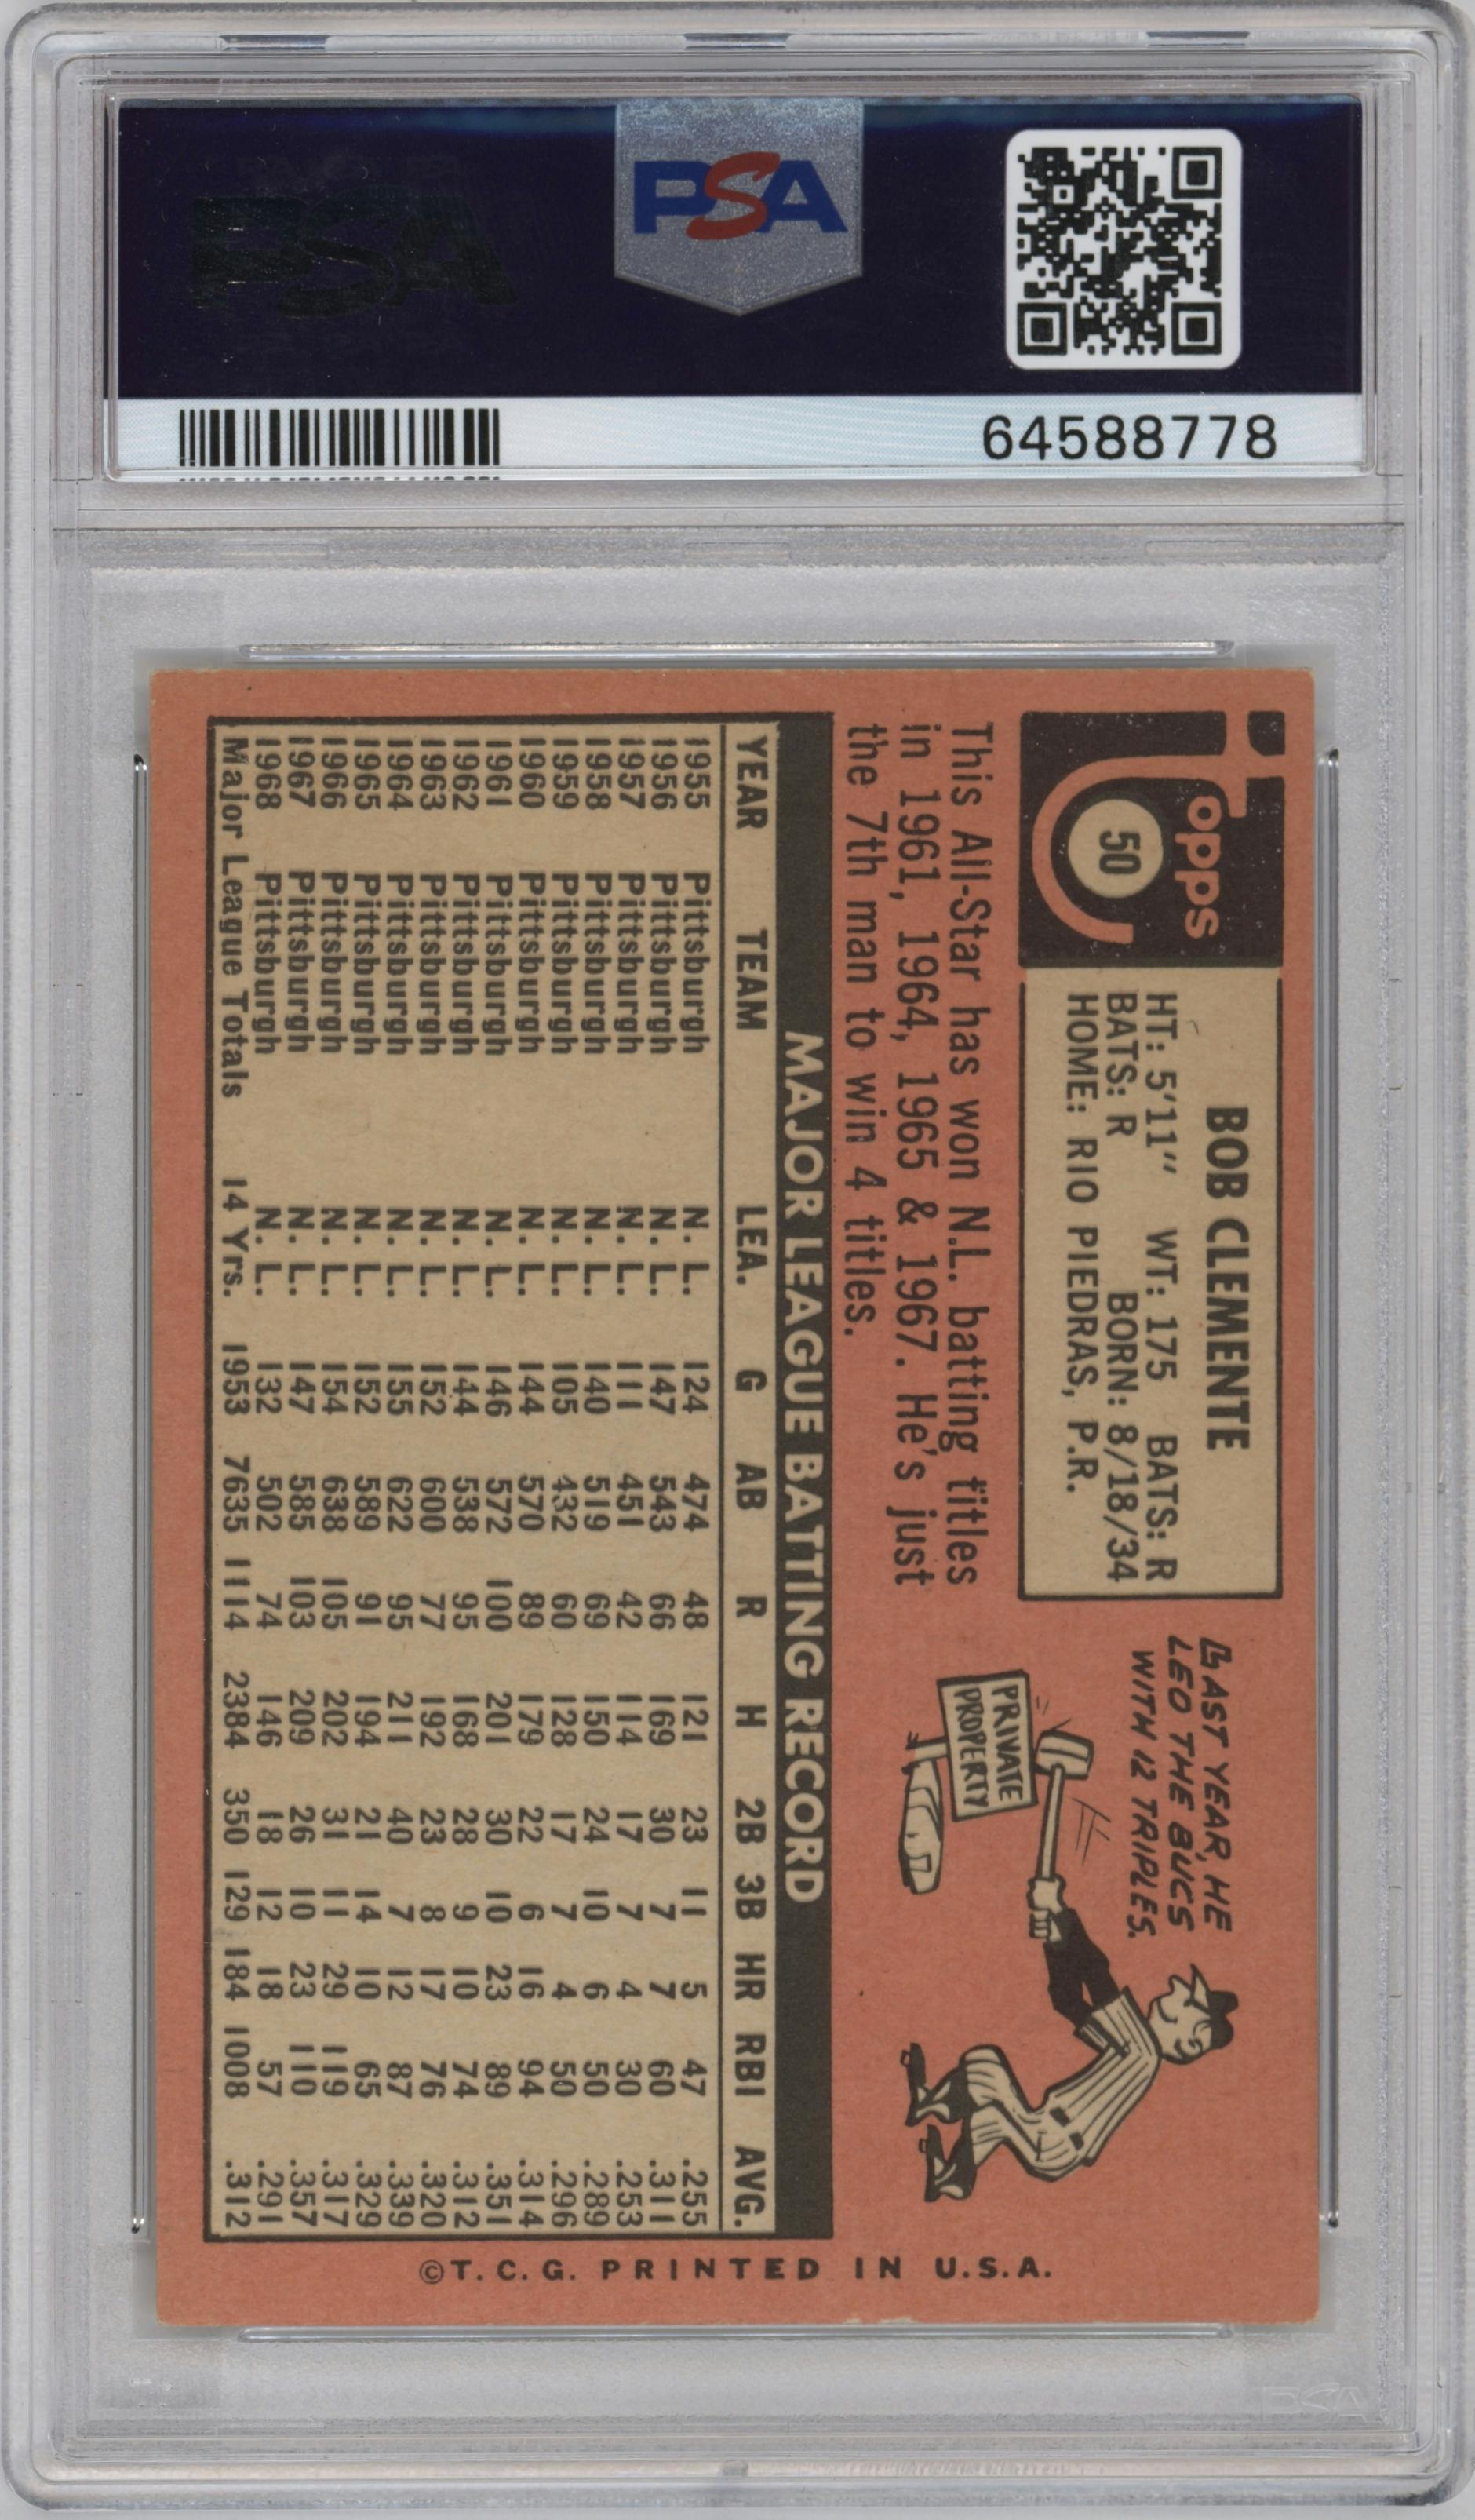 PSA
PSA
64588778
Topps
50
BOB CLEMENTE
HT: 5'11" WT: 175 BATS: R
BATS: R BORN: 8/18/34
HOME: RIO PIEDRAS, P.R.
This All-Star has won N.L. batting titles
in 1961, 1964, 1965 & 1967. He's just
the 7th man to win 4 titles.
LAST YEAR, HE
LED THE BUCS
WITH 12 TRIPLES.
PRIVATE
PROPERTY
MAJOR LEAGUE BATTING RECORD
YEAR TEAM LEA. G AB R H 2B 3B HR RBI AVG.
1955 Pittsburgh N. L. 124 474 48 121 23 11 5 47 .255
1956 Pittsburgh N. L. 147 543 66 169 30 7 7 60 .311
1957 Pittsburgh N. L. 111 451 42 114 17 7 4 30 .253
1958 Pittsburgh N. L. 140 519 69 150 24 10 6 50 .289
1959 Pittsburgh N. L. 105 432 60 128 17 7 4 50 .296
1960 Pittsburgh N. L. 144 570 89 179 22 6 16 94 .314
1961 Pittsburgh N. L. 146 572 100 201 30 10 23 89 .351
1962 Pittsburgh N. L. 144 538 95 168 28 9 10 74 .312
1963 Pittsburgh N. L. 152 600 77 192 23 8 17 76 .320
1964 Pittsburgh N. L. 155 622 95 211 40 7 12 87 .339
1965 Pittsburgh N. L. 152 589 91 194 21 14 10 65 .329
1966 Pittsburgh N. L. 154 638 105 202 31 11 29 119 .317
1967 Pittsburgh N. L. 147 585 103 209 26 10 23 110 .357
1968 Pittsburgh N. L. 132 502 74 146 18 12 18 57 .291
Major League Totals 14 Yrs. 1953 7635 1114 2384 350 129 184 1008 .312
©T.C.G. PRINTED IN U.S.A.
PSA